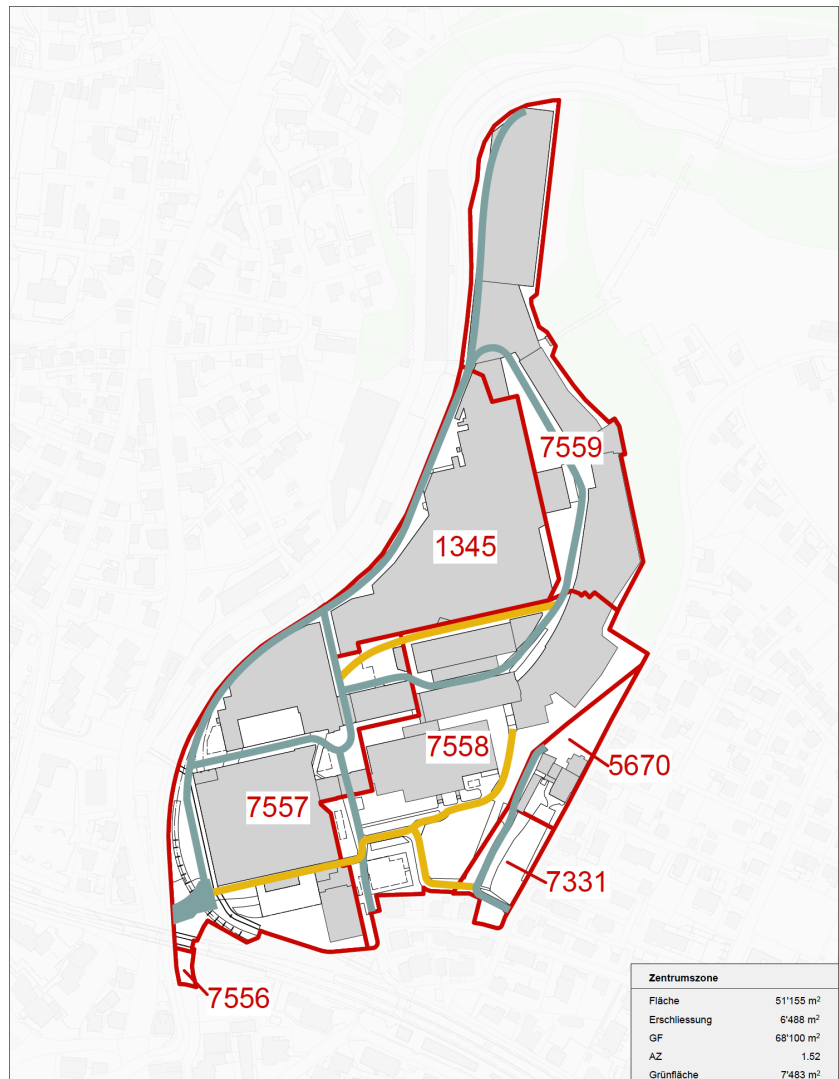 7559
1345
7558
5670
7557
7331
7556
Zentrumszone
Fläche 51'155 m²
Erschliessung 6'488 m²
GF 68'100 m²
AZ 1.52
Grünfläche 7'483 m²